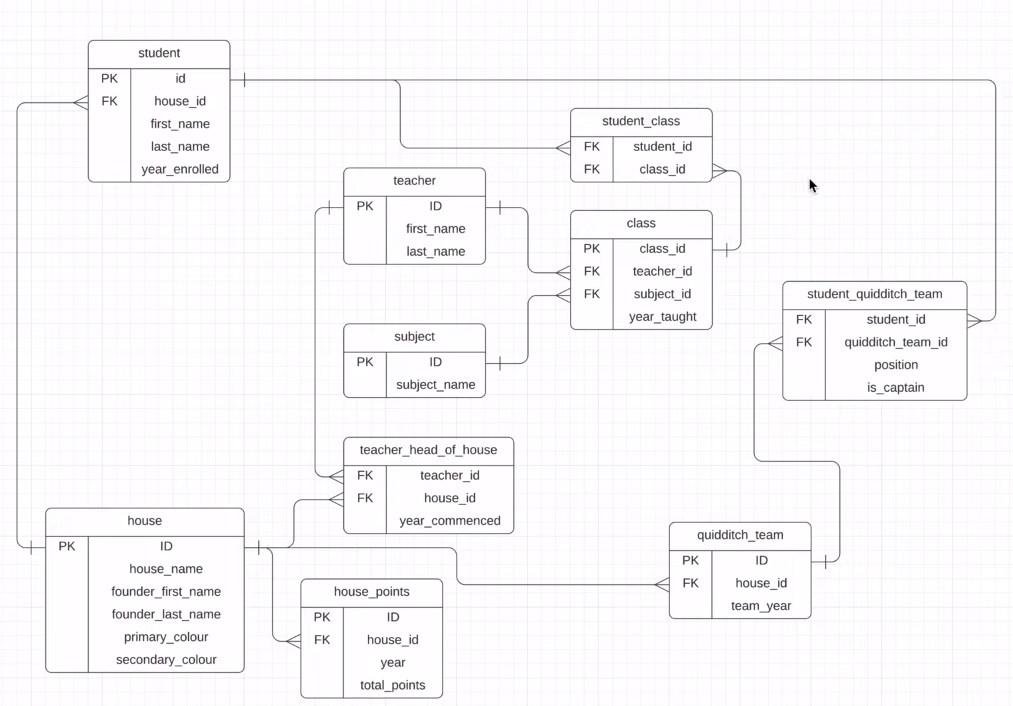 student
PK id
FK house_id
first_name
last_name
year_enrolled
student_class
FK student_id
FK class_id
teacher
PK ID
first_name
last_name
class
PK class_id
FK teacher_id
FK subject_id
year_taught
student_quidditch_team
FK student_id
FK quidditch_team_id
position
is_captain
subject
PK ID
subject_name
teacher_head_of_house
FK teacher_id
FK house_id
year_commenced
house
PK ID
house_name
founder_first_name
founder_last_name
primary_colour
secondary_colour
quidditch_team
PK ID
FK house_id
team_year
house_points
PK ID
FK house_id
year
total_points